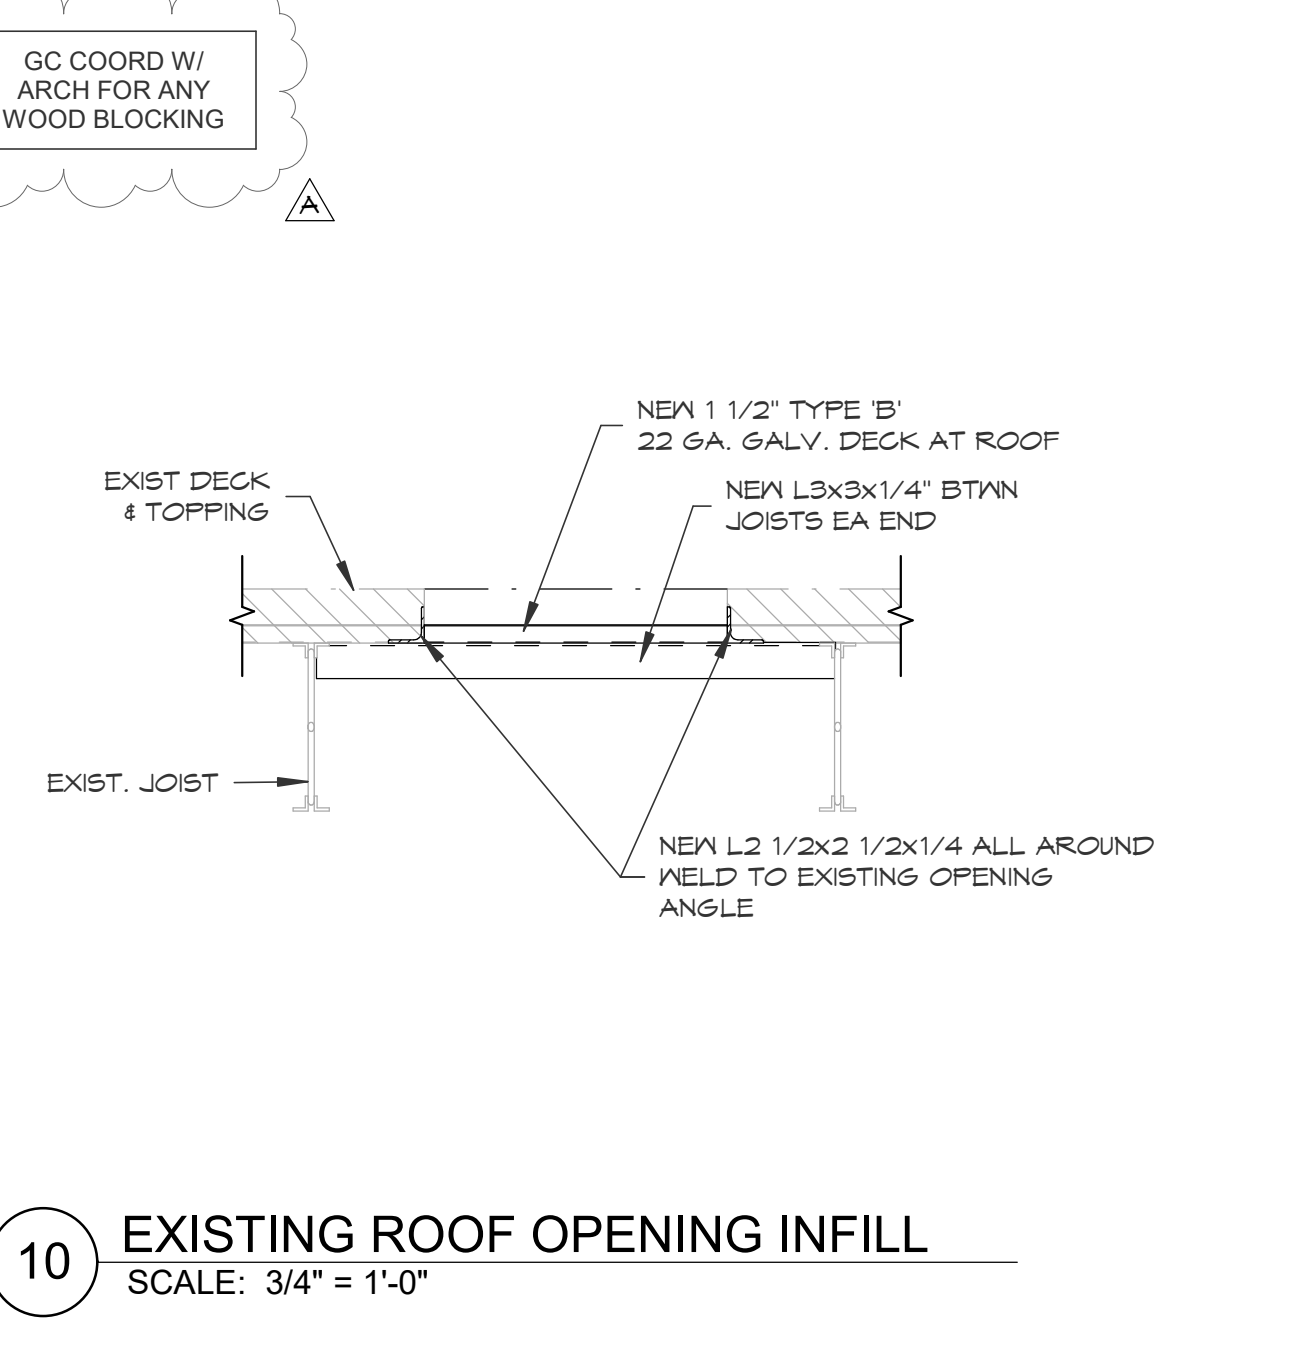 GC COORD W/
ARCH FOR ANY
WOOD BLOCKING
A
NEW 1 1/2" TYPE 'B'
22 GA. GALV. DECK AT ROOF
EXIST DECK
& TOPPING
NEW L3x3x1/4" BTWN
JOISTS EA END
EXIST. JOIST
NEW L2 1/2x2 1/2x1/4 ALL AROUND
WELD TO EXISTING OPENING
ANGLE
10
EXISTING ROOF OPENING INFILL
SCALE: 3/4" = 1'-0"